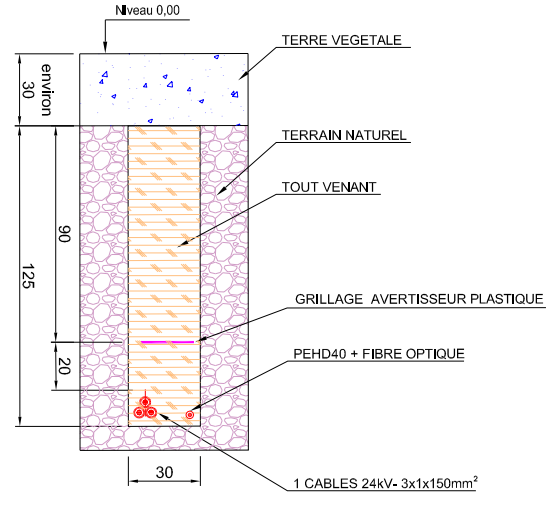 Niveau 0,00
TERRE VEGETALE
environ
30
TERRAIN NATUREL
TOUT VENANT
90
125
GRILLAGE AVERTISSEUR PLASTIQUE
20
PEHD40 + FIBRE OPTIQUE
30
1 CABLES 24kV- 3x1x150mm²